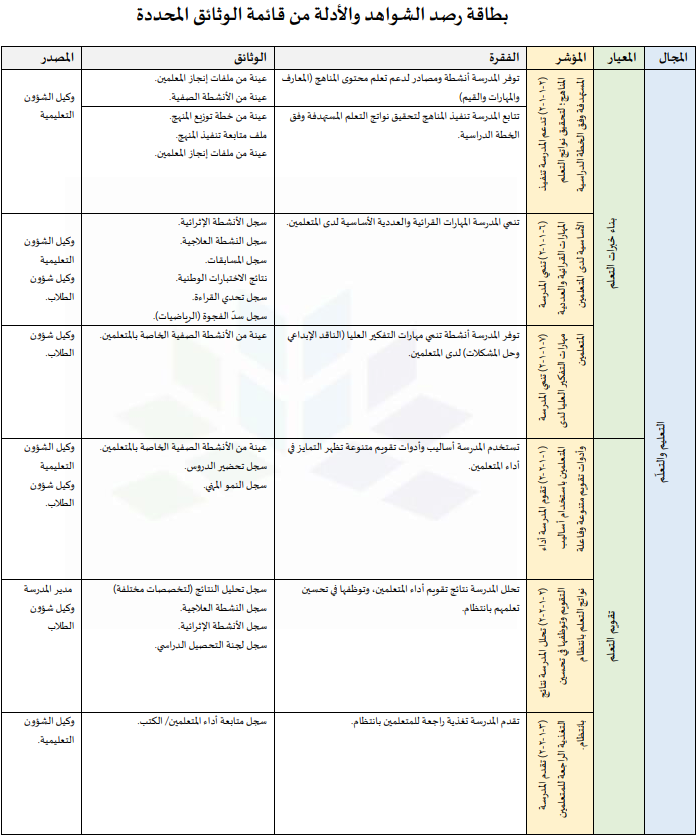 بطاقة رصد الشواهد والأدلة من قائمة الوثائق المحددة
المجال
المعيار
المؤشر
الفقرة
الوثائق
المصدر
التعليم والتعلّم
بناء خبرات التعلم
(٢-١-١-٢) تدعم المدرسة تنفيذ
المناهج؛ لتحقيق نواتج التعلم
المستهدفة وفق الخطة الدراسية
توفر المدرسة أنشطة ومصادر لدعم تعلم محتوى المناهج (المعارف
والمهارات والقيم)
عينة من ملفات إنجاز المعلمين.
عينة من الأنشطة الصفية.
وكيل الشؤون
التعليمية
تتابع المدرسة تنفيذ المناهج لتحقيق نواتج التعلم المستهدفة وفق
الخطة الدراسية.
عينة من خطة توزيع المنهج.
ملف متابعة تنفيذ المنهج.
عينة من ملفات إنجاز المعلمين.
(٢-١-١-٦) تنمي المدرسة
المهارات القرائية والعددية
الأساسية لدى المتعلمين
تنمي المدرسة المهارات القرائية والعددية الأساسية لدى المتعلمين.
سجل الأنشطة الإثرائية.
سجل النشطة العلاجية.
سجل المسابقات.
نتائج الاختبارات الوطنية.
سجل تحدي القراءة.
سجل سدّ الفجوة (الرياضيات).
وكيل الشؤون
التعليمية
وكيل شؤون
الطلاب.
(٢-١-١-٧) تنمي المدرسة
مهارات التفكير العليا لدى
المتعلمين
توفر المدرسة أنشطة تنمي مهارات التفكير العليا (الناقد الإبداعي
وحل المشكلات) لدى المتعلمين.
عينة من الأنشطة الصفية الخاصة بالمتعلمين.
وكيل شؤون
الطلاب.
تقويم التعلم
(٢-٢-١-١) تقوم المدرسة أداء
المتعلمين باستخدام أساليب
وأدوات تقويم متنوعة وفاعلة
تستخدم المدرسة أساليب وأدوات تقويم متنوعة تظهر التمايز في
أداء المتعلمين.
عينة من الأنشطة الصفية الخاصة بالمتعلمين.
سجل تحضير الدروس.
سجل النمو المهني.
وكيل الشؤون
التعليمية
وكيل شؤون
الطلاب.
(٢-٢-١-٢) تحلل المدرسة نتائج
التقويم وتوظفها في تحسين
نواتج التعلم بانتظام
تحلل المدرسة نتائج تقويم أداء المتعلمين، وتوظفها في تحسين
تعلمهم بانتظام.
سجل تحليل النتائج (لتخصصات مختلفة)
سجل النشطة العلاجية.
سجل الأنشطة الإثرائية.
سجل لجنة التحصيل الدراسي.
مدير المدرسة
وكيل شؤون
الطلاب
(٢-٢-١-٣) تقدم المدرسة
التغذية الراجعة للمتعلمين
بانتظام.
تقدم المدرسة تغذية راجعة للمتعلمين بانتظام.
سجل متابعة أداء المتعلمين/ الكتب.
وكيل الشؤون
التعليمية.